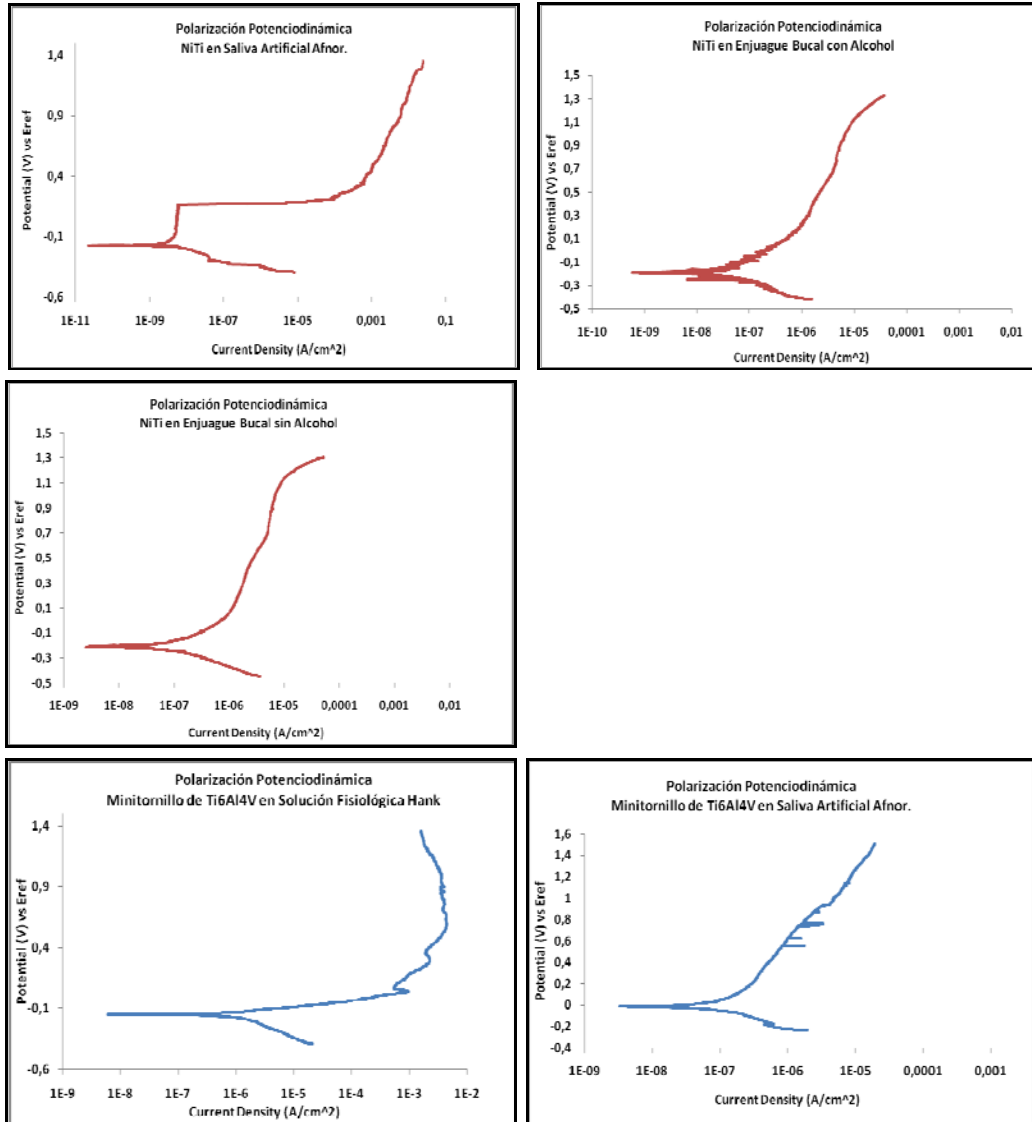 Polarización Potenciodinámica
NiTi en Saliva Artificial Afnor.
Potential (V) vs Eref
1,4
0,9
0,4
-0,1
-0,6
1E-11 1E-09 1E-07 1E-05 0,001 0,1
Current Density (A/cm^2)
Polarización Potenciodinámica
NiTi en Enjuague Bucal con Alcohol
Potential (V) vs Eref
1,5
1,3
1,1
0,9
0,7
0,5
0,3
0,1
-0,1
-0,3
-0,5
1E-10 1E-09 1E-08 1E-07 1E-06 1E-05 0,0001 0,001 0,01
Current Density (A/cm^2)
Polarización Potenciodinámica
NiTi en Enjuague Bucal sin Alcohol
Potential (V) vs Eref
1,5
1,3
1,1
0,9
0,7
0,5
0,3
0,1
-0,1
-0,3
-0,5
1E-09 1E-08 1E-07 1E-06 1E-05 0,0001 0,001 0,01
Current Density (A/cm^2)
Polarización Potenciodinámica
Minitornillo de Ti6Al4V en Solución Fisiológica Hank
Potential (V) vs Eref
1,4
0,9
0,4
-0,1
-0,6
1E-9 1E-8 1E-7 1E-6 1E-5 1E-4 1E-3 1E-2
Current Density (A/cm^2)
Polarización Potenciodinámica
Minitornillo de Ti6Al4V en Saliva Artificial Afnor.
Potential (V) vs Eref
1,6
1,4
1,2
1
0,8
0,6
0,4
0,2
0
-0,2
-0,4
1E-09 1E-08 1E-07 1E-06 1E-05 0,0001 0,001
Current Density (A/cm^2)